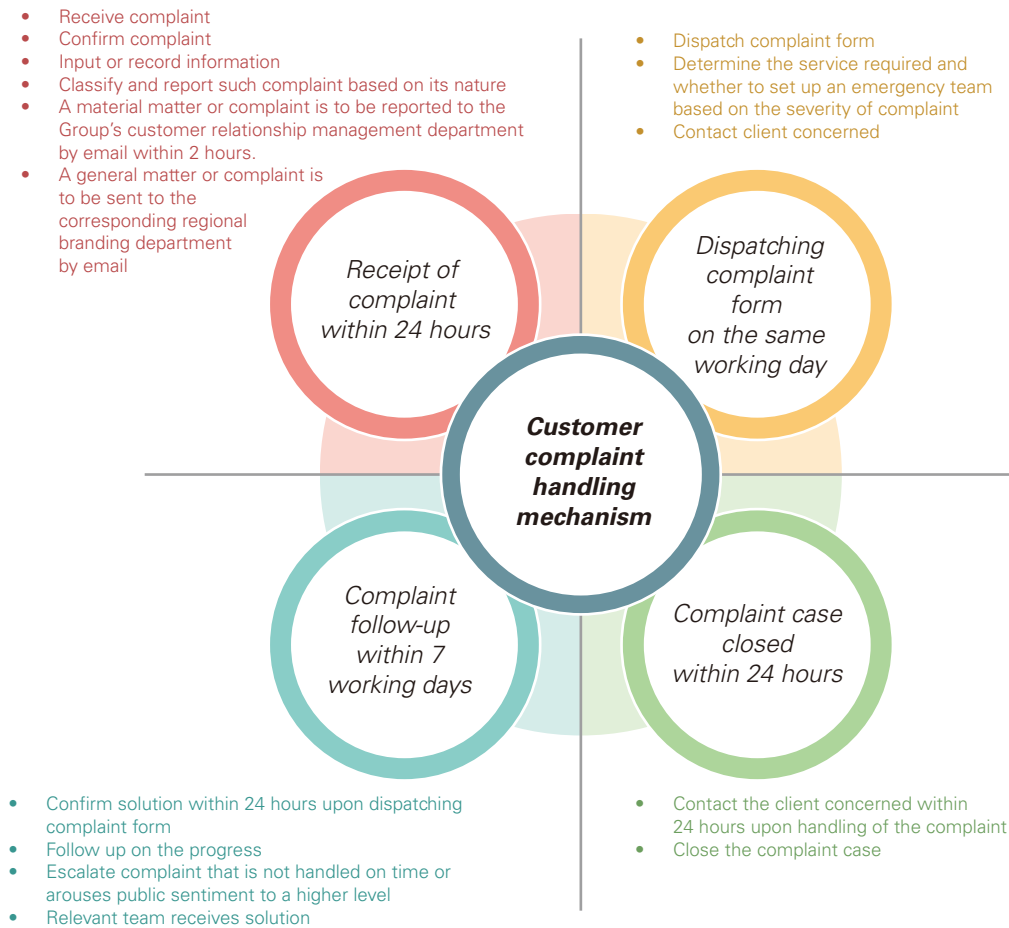 • Receive complaint
• Confirm complaint
• Input or record information
• Classify and report such complaint based on its nature
• A material matter or complaint is to be reported to the
Group's customer relationship management department
by email within 2 hours.
• A general matter or complaint is
to be sent to the
corresponding regional
branding department
by email
• Dispatch complaint form
• Determine the service required and
whether to set up an emergency team
based on the severity of complaint
• Contact client concerned
Receipt of
complaint
within 24 hours
Dispatching
complaint
form
on the same
working day
Customer
complaint
handling
mechanism
Complaint
follow-up
within 7
working days
Complaint case
closed
within 24 hours
• Confirm solution within 24 hours upon dispatching
complaint form
• Follow up on the progress
• Escalate complaint that is not handled on time or
arouses public sentiment to a higher level
• Relevant team receives solution
• Contact the client concerned within
24 hours upon handling of the complaint
• Close the complaint case